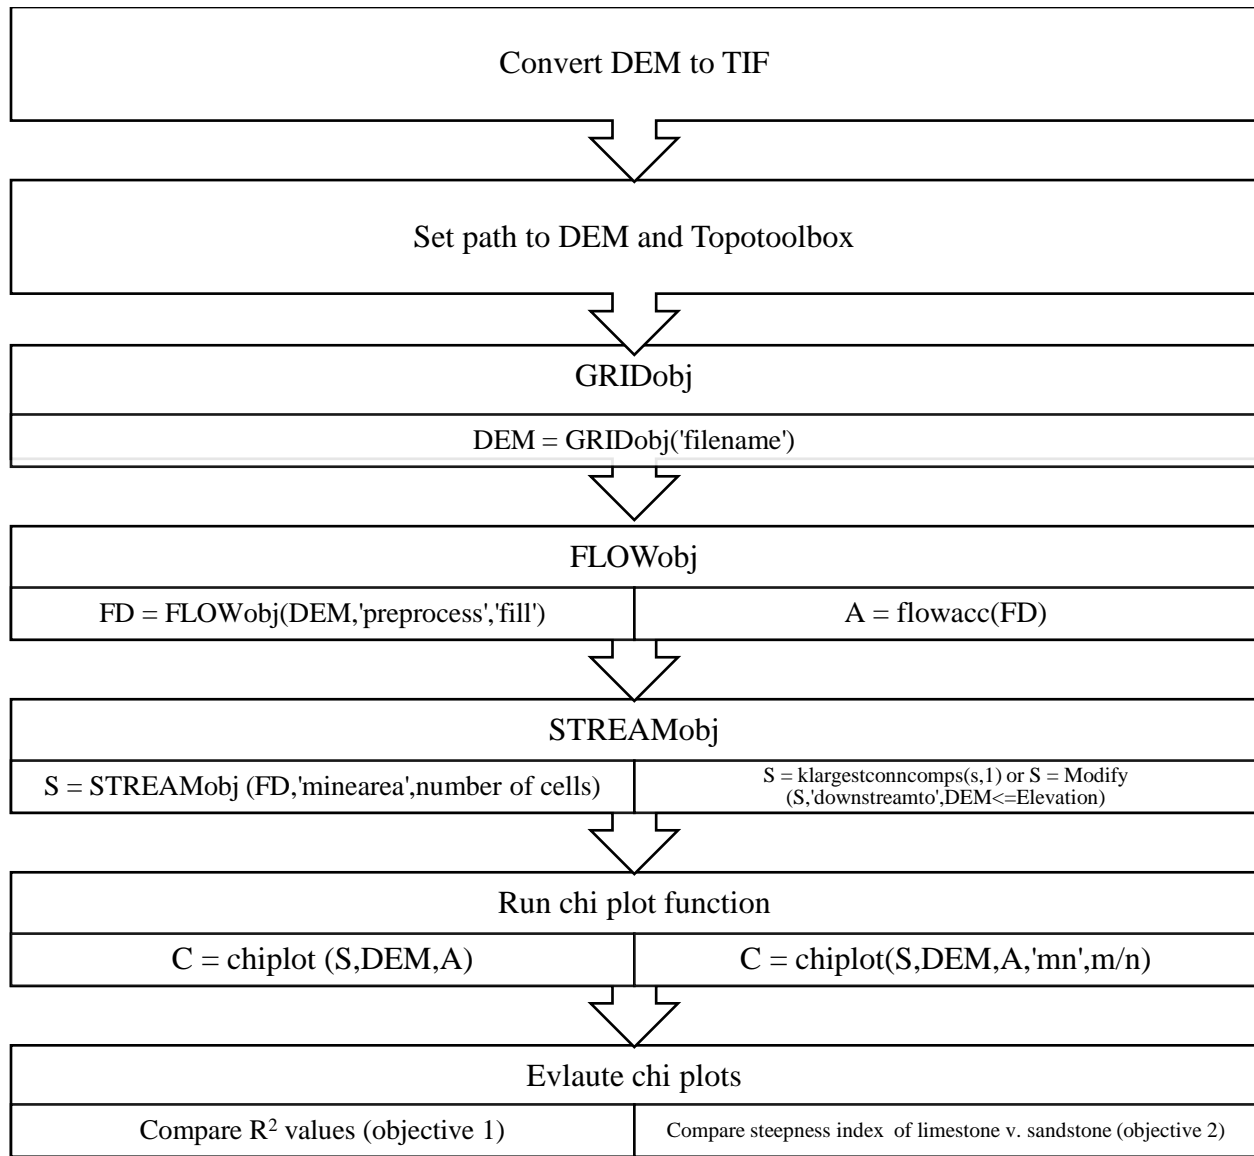 Convert DEM to TIF
Set path to DEM and Topotoolbox
GRIDobj
DEM = GRIDobj('filename')
FLOWobj
FD = FLOWobj(DEM,'preprocess','fill')
A = flowacc(FD)
STREAMobj
S = STREAMobj (FD,'minearea',number of cells)
S = klargestconncomps(s,1) or S = Modify
(S,'downstreamto',DEM<=Elevation)
Run chi plot function
C = chiplot (S,DEM,A)
C = chiplot(S,DEM,A,'mn',m/n)
Evlaute chi plots
Compare R² values (objective 1)
Compare steepness index of limestone v. sandstone (objective 2)